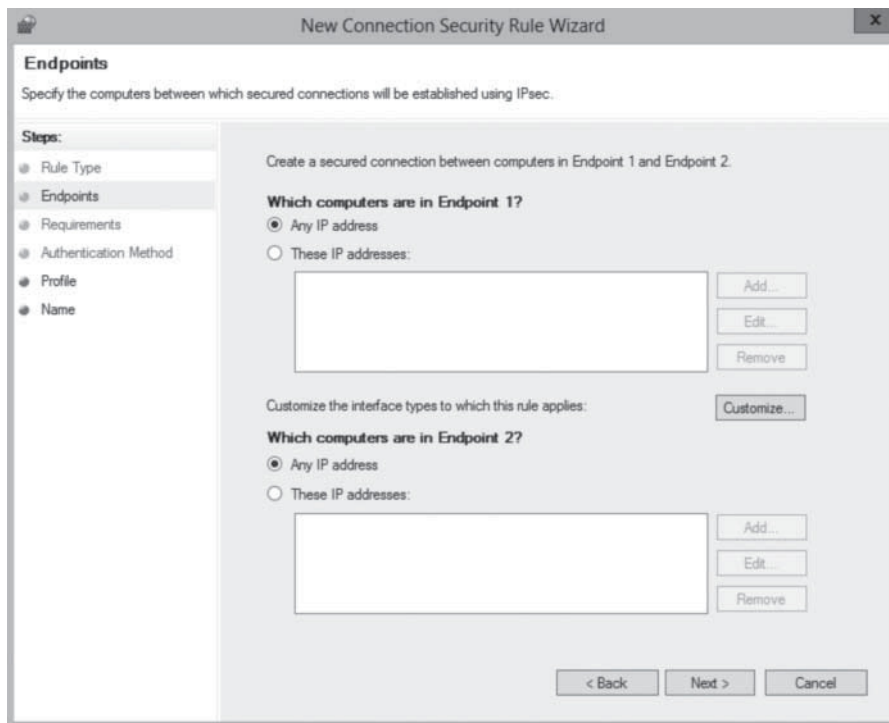 New Connection Security Rule Wizard
x
Endpoints
Specify the computers between which secured connections will be established using IPsec.
Steps:
Rule Type
Endpoints
Requirements
Authentication Method
Profile
Name
Create a secured connection between computers in Endpoint 1 and Endpoint 2.
Which computers are in Endpoint 1?
Any IP address
These IP addresses:
Add...
Edit...
Remove
Customize the interface types to which this rule applies:
Customize...
Which computers are in Endpoint 2?
Any IP address
These IP addresses:
Add...
Edit...
Remove
< Back
Next >
Cancel